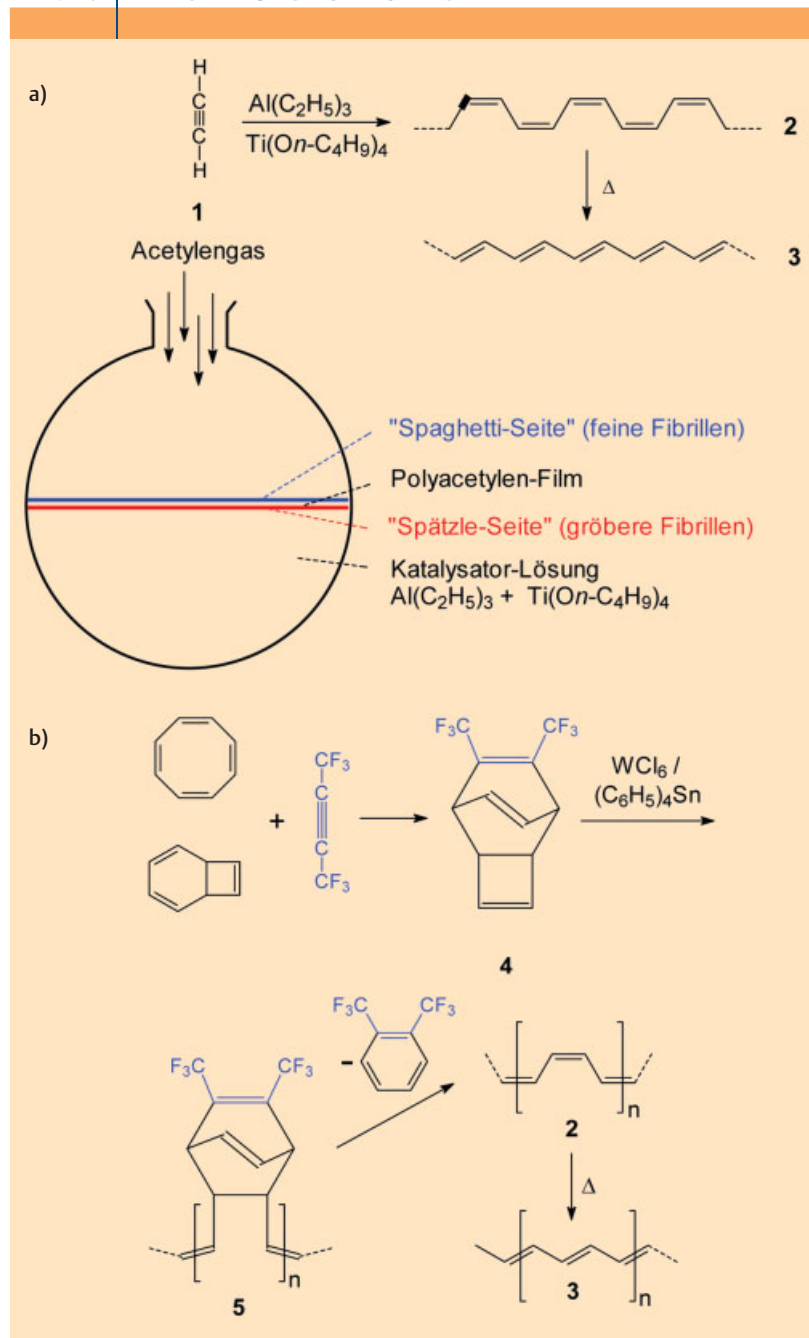 a)
H
C
C
H
1
Al(C₂H₅)₃
Ti(On-C₄H₉)₄
2
Δ
3
Acetylengas
"Spaghetti-Seite" (feine Fibrillen)
Polyacetylen-Film
"Spätzle-Seite" (gröbere Fibrillen)
Katalysator-Lösung
Al(C₂H₅)₃ + Ti(On-C₄H₉)₄
b)
+
CF₃
C
C
CF₃
F₃C CF₃
4
WCl₆ /
(C₆H₅)₄Sn
F₃C CF₃
n
5
F₃C CF₃
-
n
2
Δ
n
3